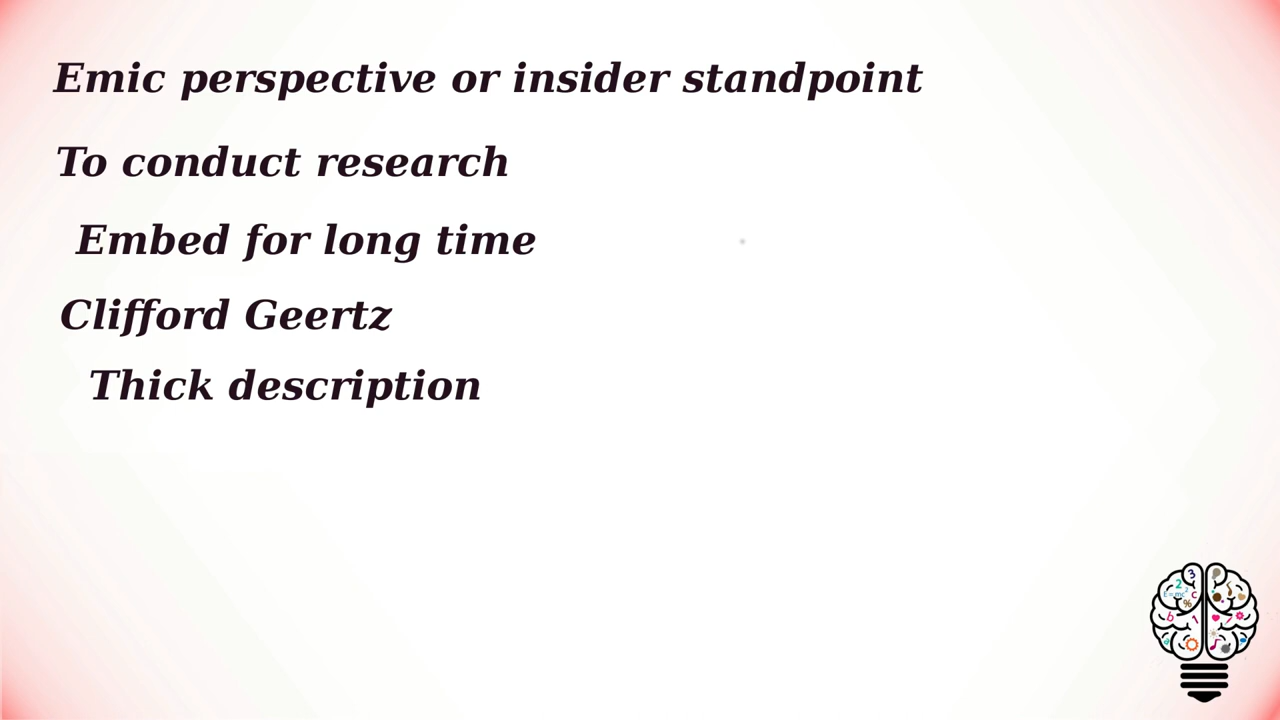 Emic perspective or insider standpoint
To conduct research
Embed for long time
Clifford Geertz
Thick description